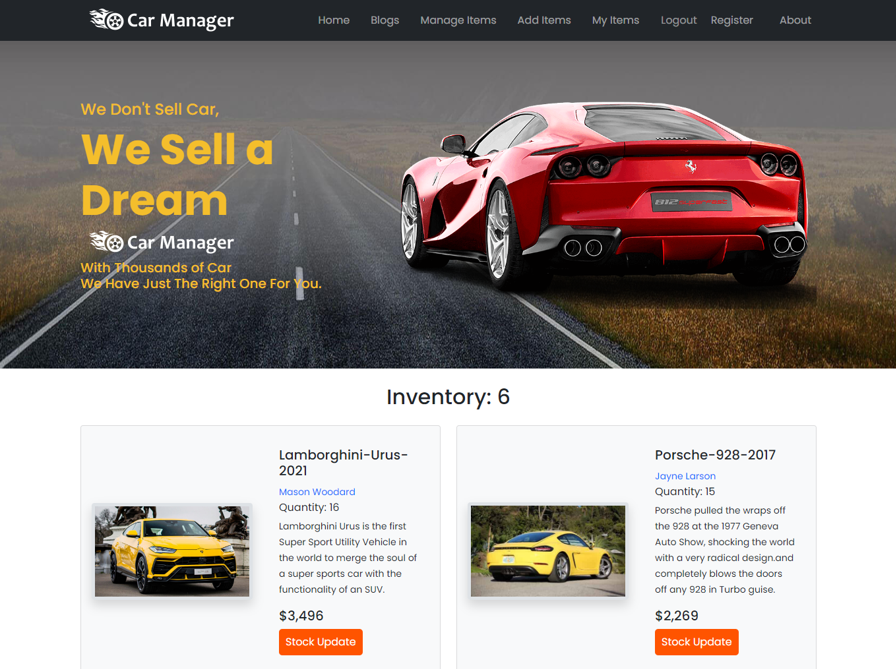 Car Manager
Home Blogs Manage Items Add Items My Items Logout Register About
We Don't Sell Car,
We Sell a
Dream
Car Manager
With Thousands of Car
We Have Just The Right One For You.
Inventory: 6
Lamborghini-Urus-
2021
Mason Woodard
Quantity: 16
Lamborghini Urus is the first
Super Sport Utility Vehicle in
the world to merge the soul of
a super sports car with the
functionality of an SUV.
$3,496
Stock Update
Porsche-928-2017
Jayne Larson
Quantity: 15
Porsche pulled the wraps off
the 928 at the 1977 Geneva
Auto Show, shocking the world
with a very radical design.and
completely blows the doors
off any 928 in Turbo guise.
$2,269
Stock Update